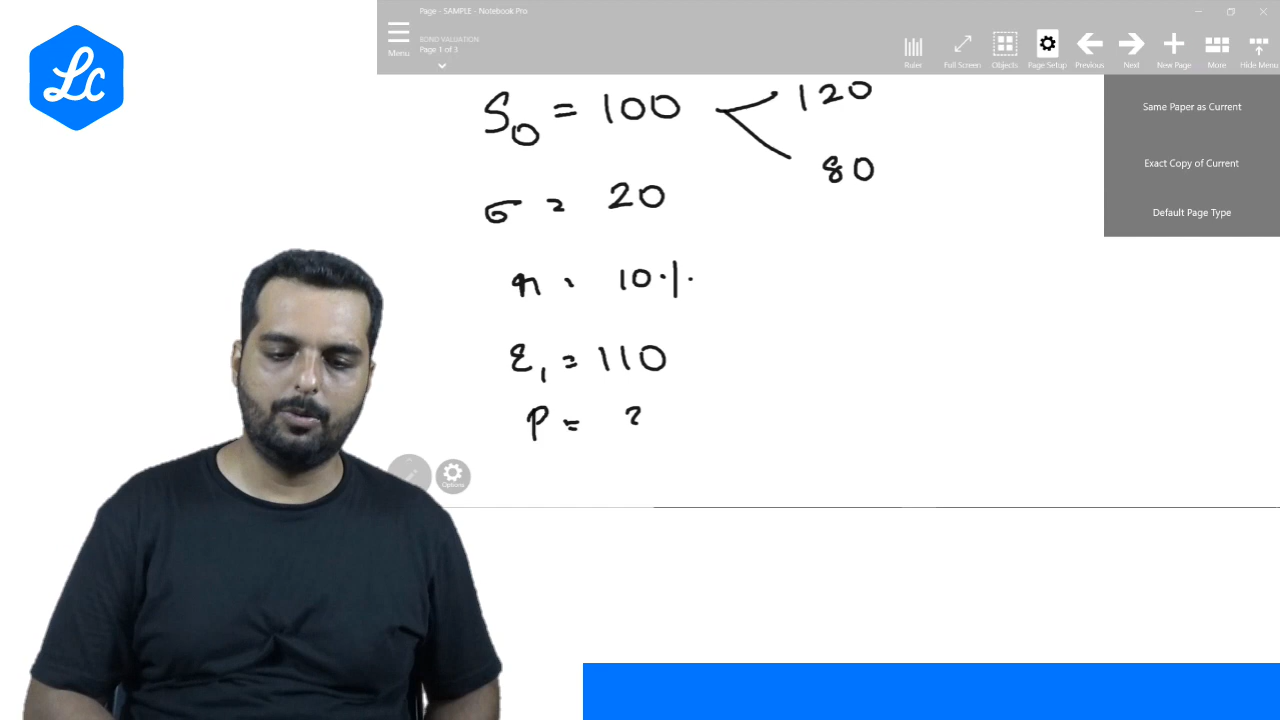 Lc
Page - SAMPLE - Notebook Pro
Menu
BOND VALUATION
Page 1 of 3
Ruler
Full Screen
Objects
Page Setup
Previous
Next
New Page
More
Hide Menu
Same Paper as Current
Exact Copy of Current
Default Page Type
S₀ = 100
120
80
σ = 20
r = 10%
E₁ = 110
P = ?
Options